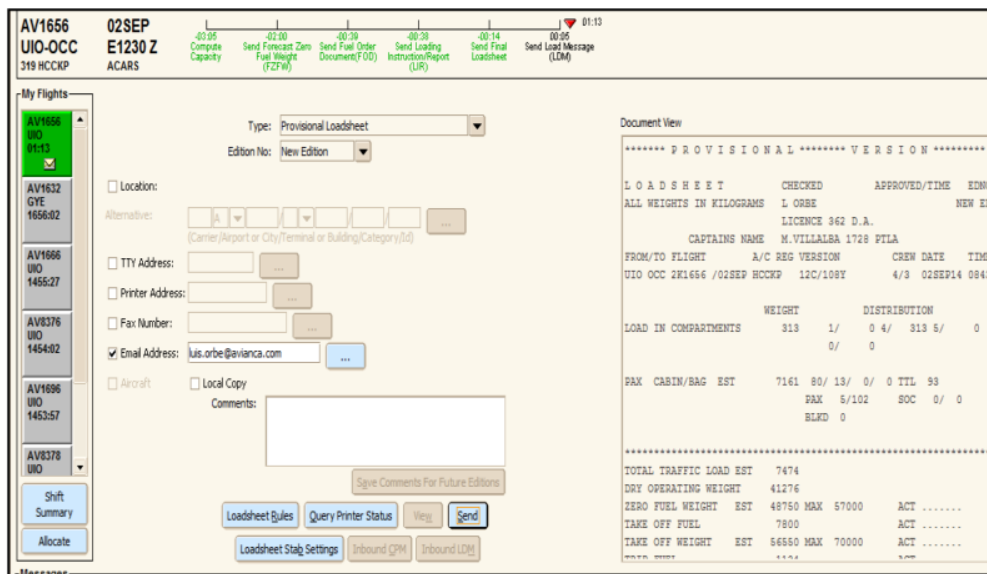 AV1656
UIO-OCC
319 HCCKP
02SEP
E1230 Z
ACARS
-03:05
Compute
Capacity
-02:00
Send Forecast Zero
Fuel Weight
(FZFW)
-00:39
Send Fuel Order
Document(FOD)
-00:38
Send Loading
Instruction/Report
(LIR)
-00:14
Send Final
Loadsheet
00:05
Send Load Message
(LDM)
01:13
My Flights
AV1656
UIO
01:13
AV1632
GYE
1656:02
AV1666
UIO
1455:27
AV8376
UIO
1454:02
AV1696
UIO
1453:57
AV8378
UIO
Shift
Summary
Allocate
Messages
Type: Provisional Loadsheet
Edition No: New Edition
Location:
Alternative: A / / / /
(Carrier/Airport or City/Terminal or Building/Category/Id)
...
TTY Address: ...
Printer Address: ...
Fax Number: ...
Email Address: luis.orbe@avianca.com ...
Aircraft Local Copy
Comments:
Save Comments For Future Editions
Loadsheet Rules Query Printer Status View Send
Loadsheet Stab Settings Inbound CPM Inbound LDM
Document View
******* P R O V I S I O N A L ******** V E R S I O N *********
L O A D S H E E T CHECKED APPROVED/TIME EDN
ALL WEIGHTS IN KILOGRAMS L ORBE NEW E
LICENCE 362 D.A.
CAPTAINS NAME M.VILLALBA 1728 PTLA
FROM/TO FLIGHT A/C REG VERSION CREW DATE TIM
UIO OCC 2K1656 /02SEP HCCKP 12C/108Y 4/3 02SEP14 084
WEIGHT DISTRIBUTION
LOAD IN COMPARTMENTS 313 1/ 0 4/ 313 5/ 0
0/ 0
PAX CABIN/BAG EST 7161 80/ 13/ 0/ 0 TTL 93
PAX 5/102 SOC 0/ 0
BLKD 0
**************************************************
TOTAL TRAFFIC LOAD EST 7474
DRY OPERATING WEIGHT 41276
ZERO FUEL WEIGHT EST 48750 MAX 57000 ACT .......
TAKE OFF FUEL 7800 ACT .......
TAKE OFF WEIGHT EST 56550 MAX 70000 ACT .......
TRIP FUEL 1124 ACT